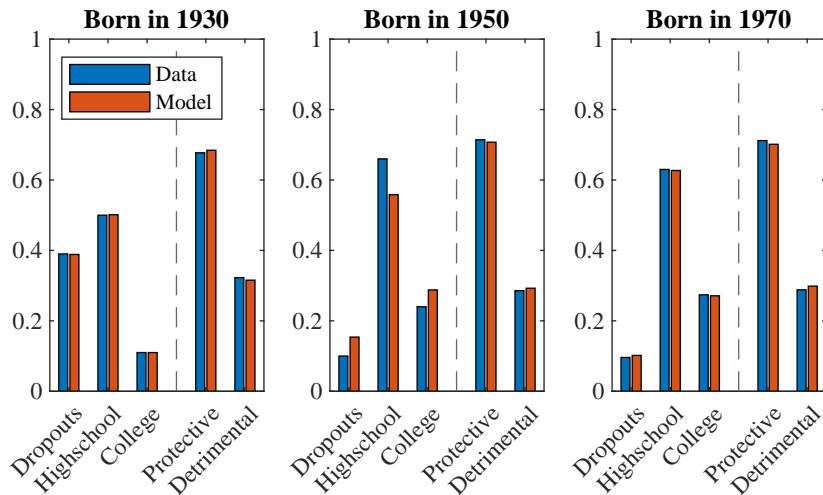 Born in 1930
Born in 1950
Born in 1970
1
0.8
0.6
0.4
0.2
0
Data
Model
Dropouts
Highschool
College
Protective
Detrimental
1
0.8
0.6
0.4
0.2
0
Dropouts
Highschool
College
Protective
Detrimental
1
0.8
0.6
0.4
0.2
0
Dropouts
Highschool
College
Protective
Detrimental